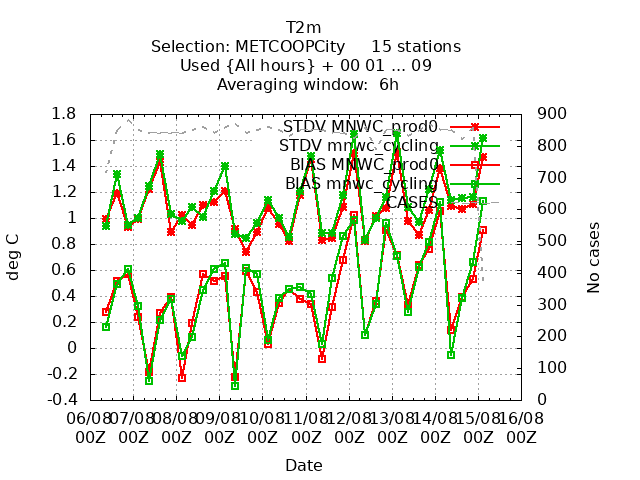 T2m
Selection: METCOOPCity 15 stations
Used {All hours} + 00 01 ... 09
Averaging window: 6h
STDV MNWC_prod0
STDV mnwc_cycling
BIAS MNWC_prod0
BIAS mnwc_cycling
CASES
1.8
1.6
1.4
1.2
1
0.8
0.6
0.4
0.2
0
-0.2
-0.4
deg C
900
800
700
600
500
400
300
200
100
0
No cases
06/08 07/08 08/08 09/08 10/08 11/08 12/08 13/08 14/08 15/08 16/08
00Z 00Z 00Z 00Z 00Z 00Z 00Z 00Z 00Z 00Z 00Z
Date